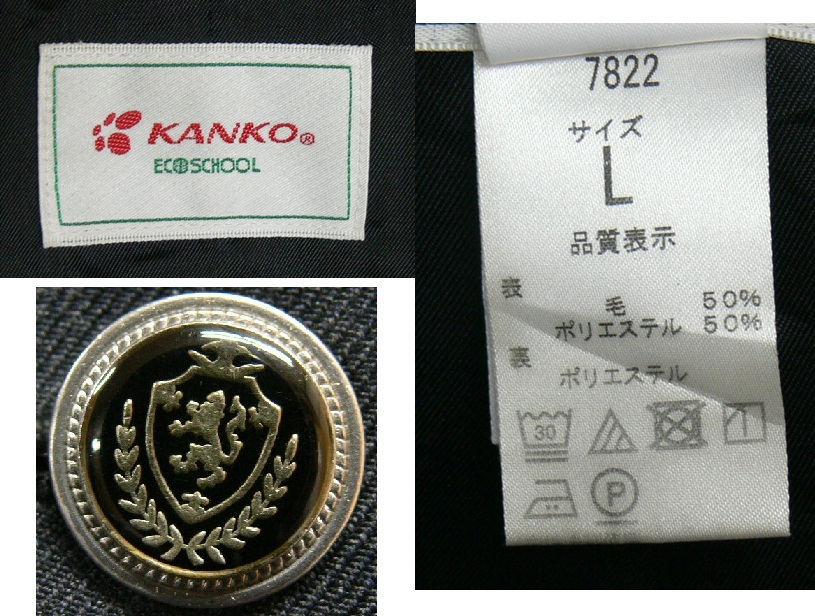 KANKO®
ECOSCHOOL
7822
サイズ
L
品質表示
表
毛 50%
ポリエステル 50%
裏
ポリエステル
30
P